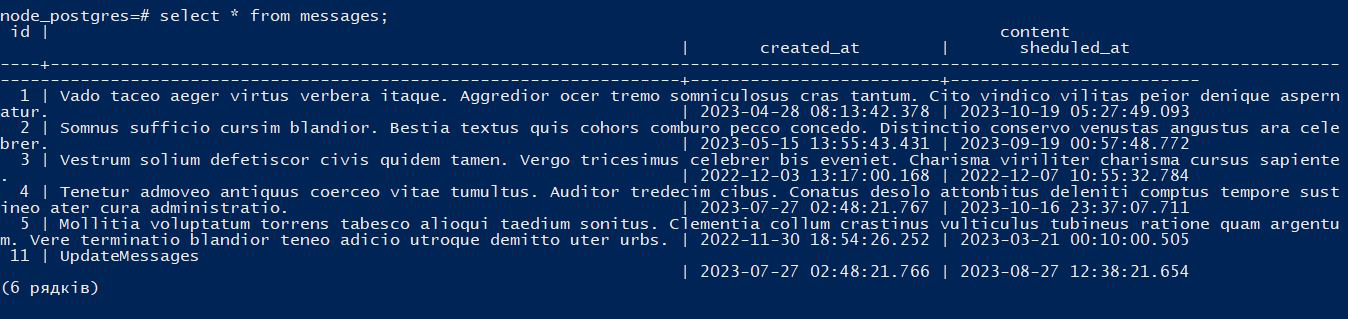 node_postgres=# select * from messages;
 id |                                                                                                content
                                                                    |       created_at        |       sheduled_at
----+---------------------------------------------------------------------------------------------------------------------------------
--------------------------------------------------------------------+-------------------------+-------------------------
  1 | Vado taceo aeger virtus verbera itaque. Aggredior ocer tremo somniculosus cras tantum. Cito vindico vilitas peior denique aspern
atur.                                                               | 2023-04-28 08:13:42.378 | 2023-10-19 05:27:49.093
  2 | Somnus sufficio cursim blandior. Bestia textus quis cohors comburo pecco concedo. Distinctio conservo venustas angustus ara cele
brer.                                                               | 2023-05-15 13:55:43.431 | 2023-09-19 00:57:48.772
  3 | Vestrum solium defetiscor civis quidem tamen. Vergo tricesimus celebrer bis eveniet. Charisma viriliter charisma cursus sapiente
.                                                                   | 2022-12-03 13:17:00.168 | 2022-12-07 10:55:32.784
  4 | Tenetur admoveo antiquus coerceo vitae tumultus. Auditor tredecim cibus. Conatus desolo attonbitus deleniti comptus tempore sust
ineo ater cura administratio.                                       | 2023-07-27 02:48:21.767 | 2023-10-16 23:37:07.711
  5 | Mollitia voluptatum torrens tabesco alioqui taedium sonitus. Clementia collum crastinus vulticulus tubineus ratione quam argentu
m. Vere terminatio blandior teneo adicio utroque demitto uter urbs. | 2022-11-30 18:54:26.252 | 2023-03-21 00:10:00.505
 11 | UpdateMessages
                                                                    | 2023-07-27 02:48:21.766 | 2023-08-27 12:38:21.654
(6 рядків)